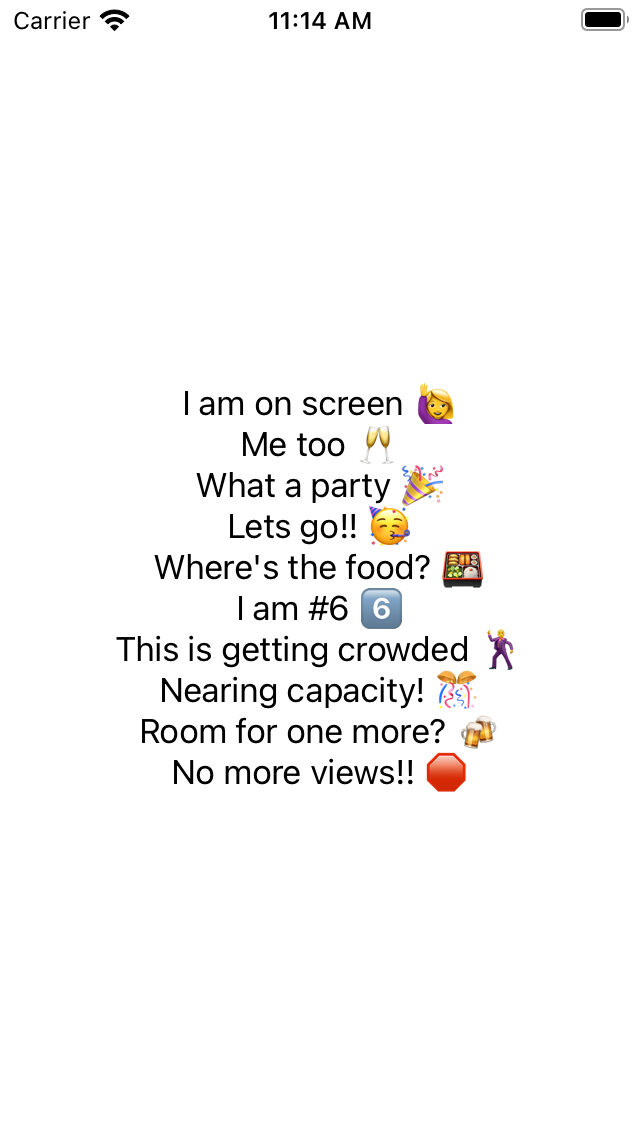 Carrier 11:14 AM
I am on screen 🙋‍♀️
Me too 🥂
What a party 🎉
Lets go!! 🥳
Where's the food? 🍱
I am #6 6️⃣
This is getting crowded 🕺
Nearing capacity! 🎊
Room for one more? 🍻
No more views!! 🛑